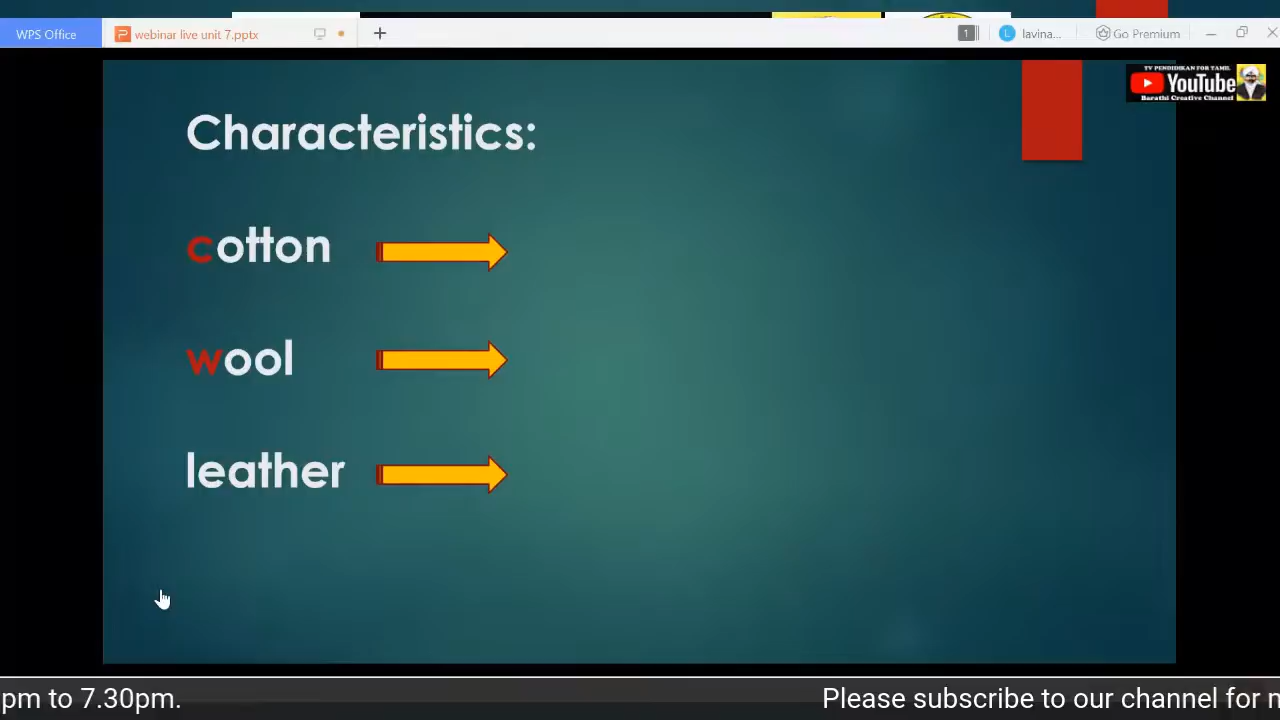 WPS Office
webinar live unit 7.pptx
1
L
lavina...
Go Premium
TV PENDIDIKAN FOR TAMIL
YouTube
Barathi Creative Channel
Characteristics:
cotton
wool
leather
pm to 7.30pm.
Please subscribe to our channel for